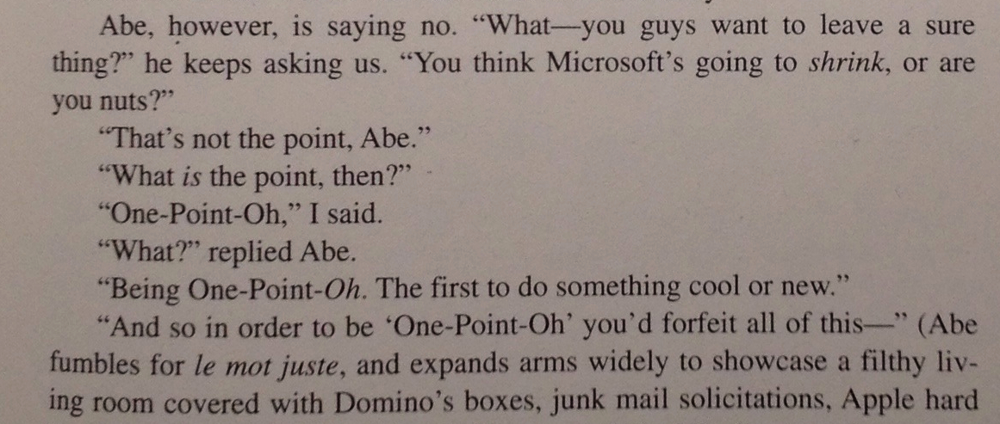 Abe, however, is saying no. “What—you guys want to leave a sure
thing?” he keeps asking us. “You think Microsoft’s going to shrink, or are
you nuts?”
“That’s not the point, Abe.”
“What is the point, then?”
“One-Point-Oh,” I said.
“What?” replied Abe.
“Being One-Point-Oh. The first to do something cool or new.”
“And so in order to be ‘One-Point-Oh’ you’d forfeit all of this—” (Abe
fumbles for le mot juste, and expands arms widely to showcase a filthy liv-
ing room covered with Domino’s boxes, junk mail solicitations, Apple hard